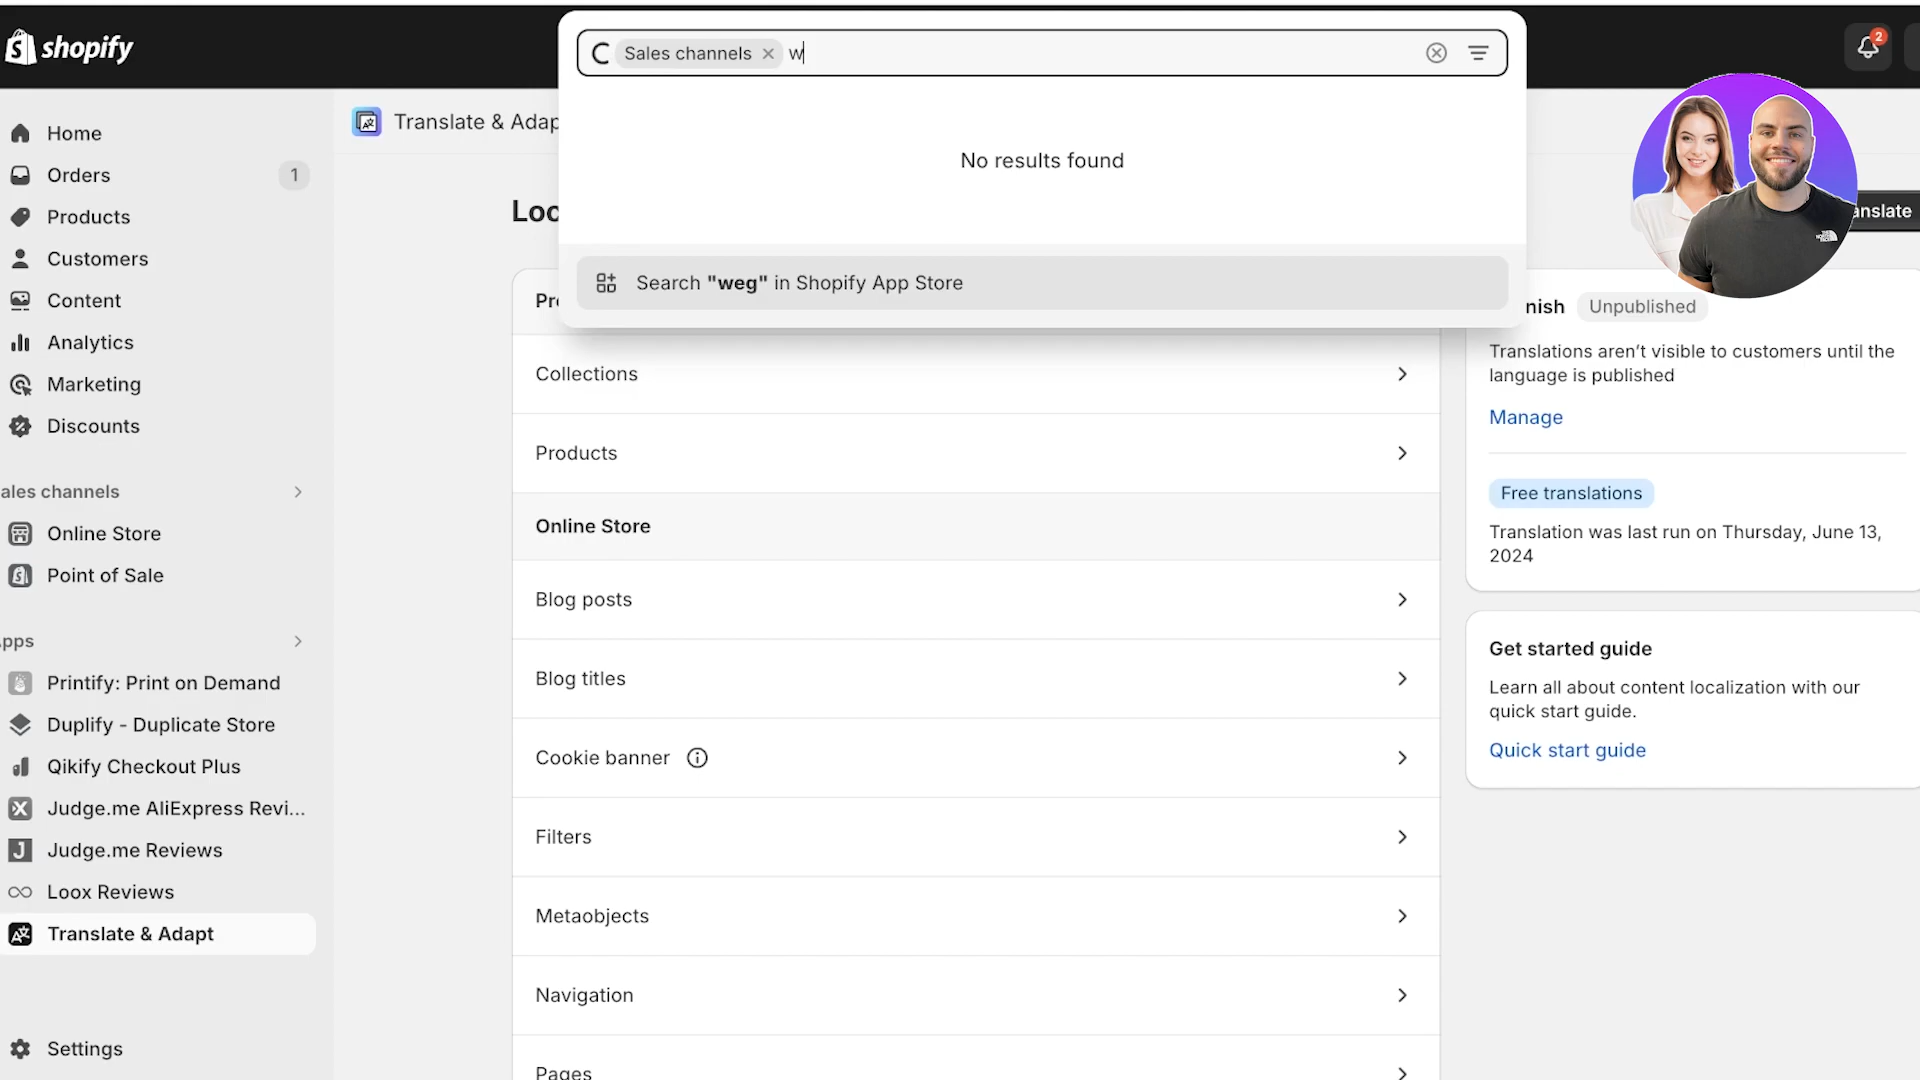 shopify
Sales channels
w
2
Home
Orders
1
Products
Customers
Content
Analytics
Marketing
Discounts
ales channels
Online Store
Point of Sale
pps
Printify: Print on Demand
Duplify - Duplicate Store
Qikify Checkout Plus
Judge.me AliExpress Revi...
Judge.me Reviews
Loox Reviews
Translate & Adapt
Settings
Translate & Adap
No results found
Search "weg" in Shopify App Store
Loc
Pr
Collections
Products
Online Store
Blog posts
Blog titles
Cookie banner
Filters
Metaobjects
Navigation
Pages
anslate
nish
Unpublished
Translations aren't visible to customers until the
language is published
Manage
Free translations
Translation was last run on Thursday, June 13,
2024
Get started guide
Learn all about content localization with our
quick start guide.
Quick start guide